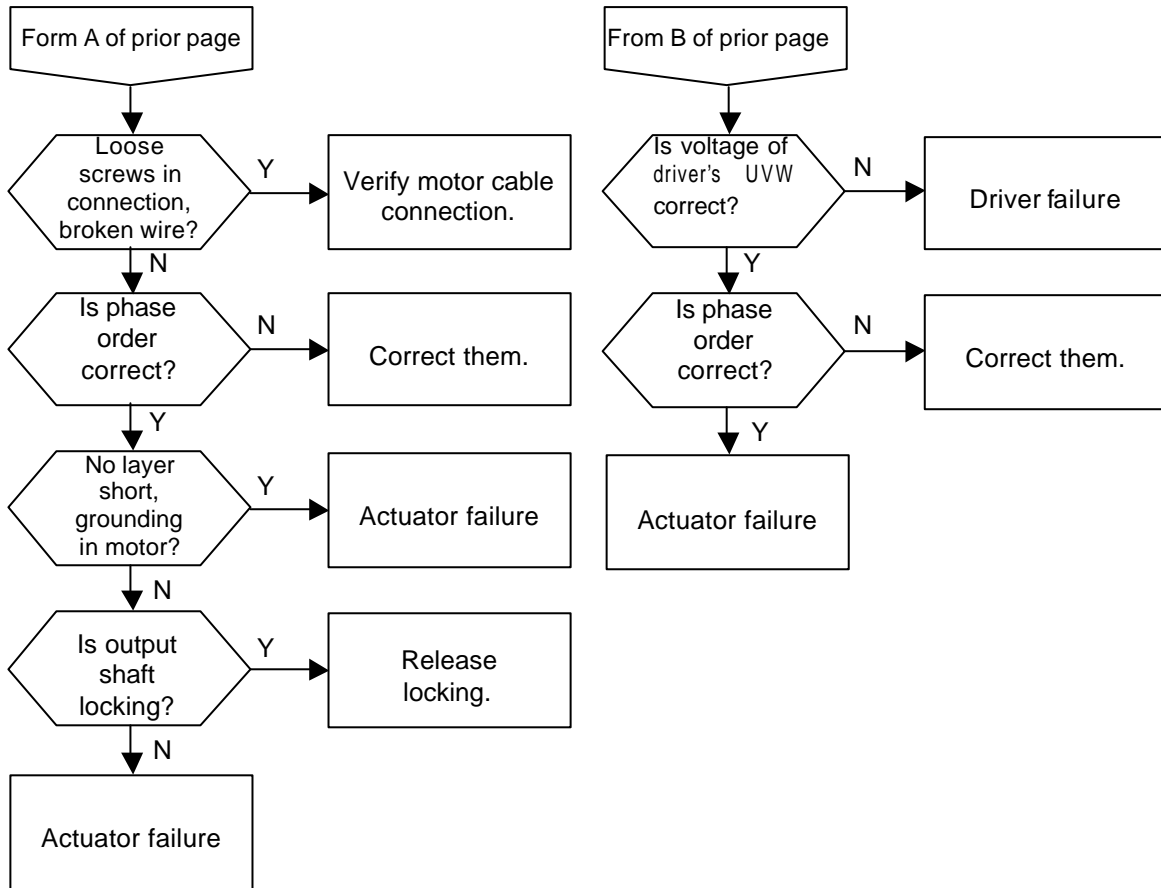 Form A of prior page
Loose
screws in
connection,
broken wire?
Y
Verify motor cable
connection.
N
Is phase
order
correct?
N
Correct them.
Y
No layer
short,
grounding
in motor?
Y
Actuator failure
N
Is output
shaft
locking?
Y
Release
locking.
N
Actuator failure
From B of prior page
Is voltage of
driver's UVW
correct?
N
Driver failure
Y
Is phase
order
correct?
N
Correct them.
Y
Actuator failure